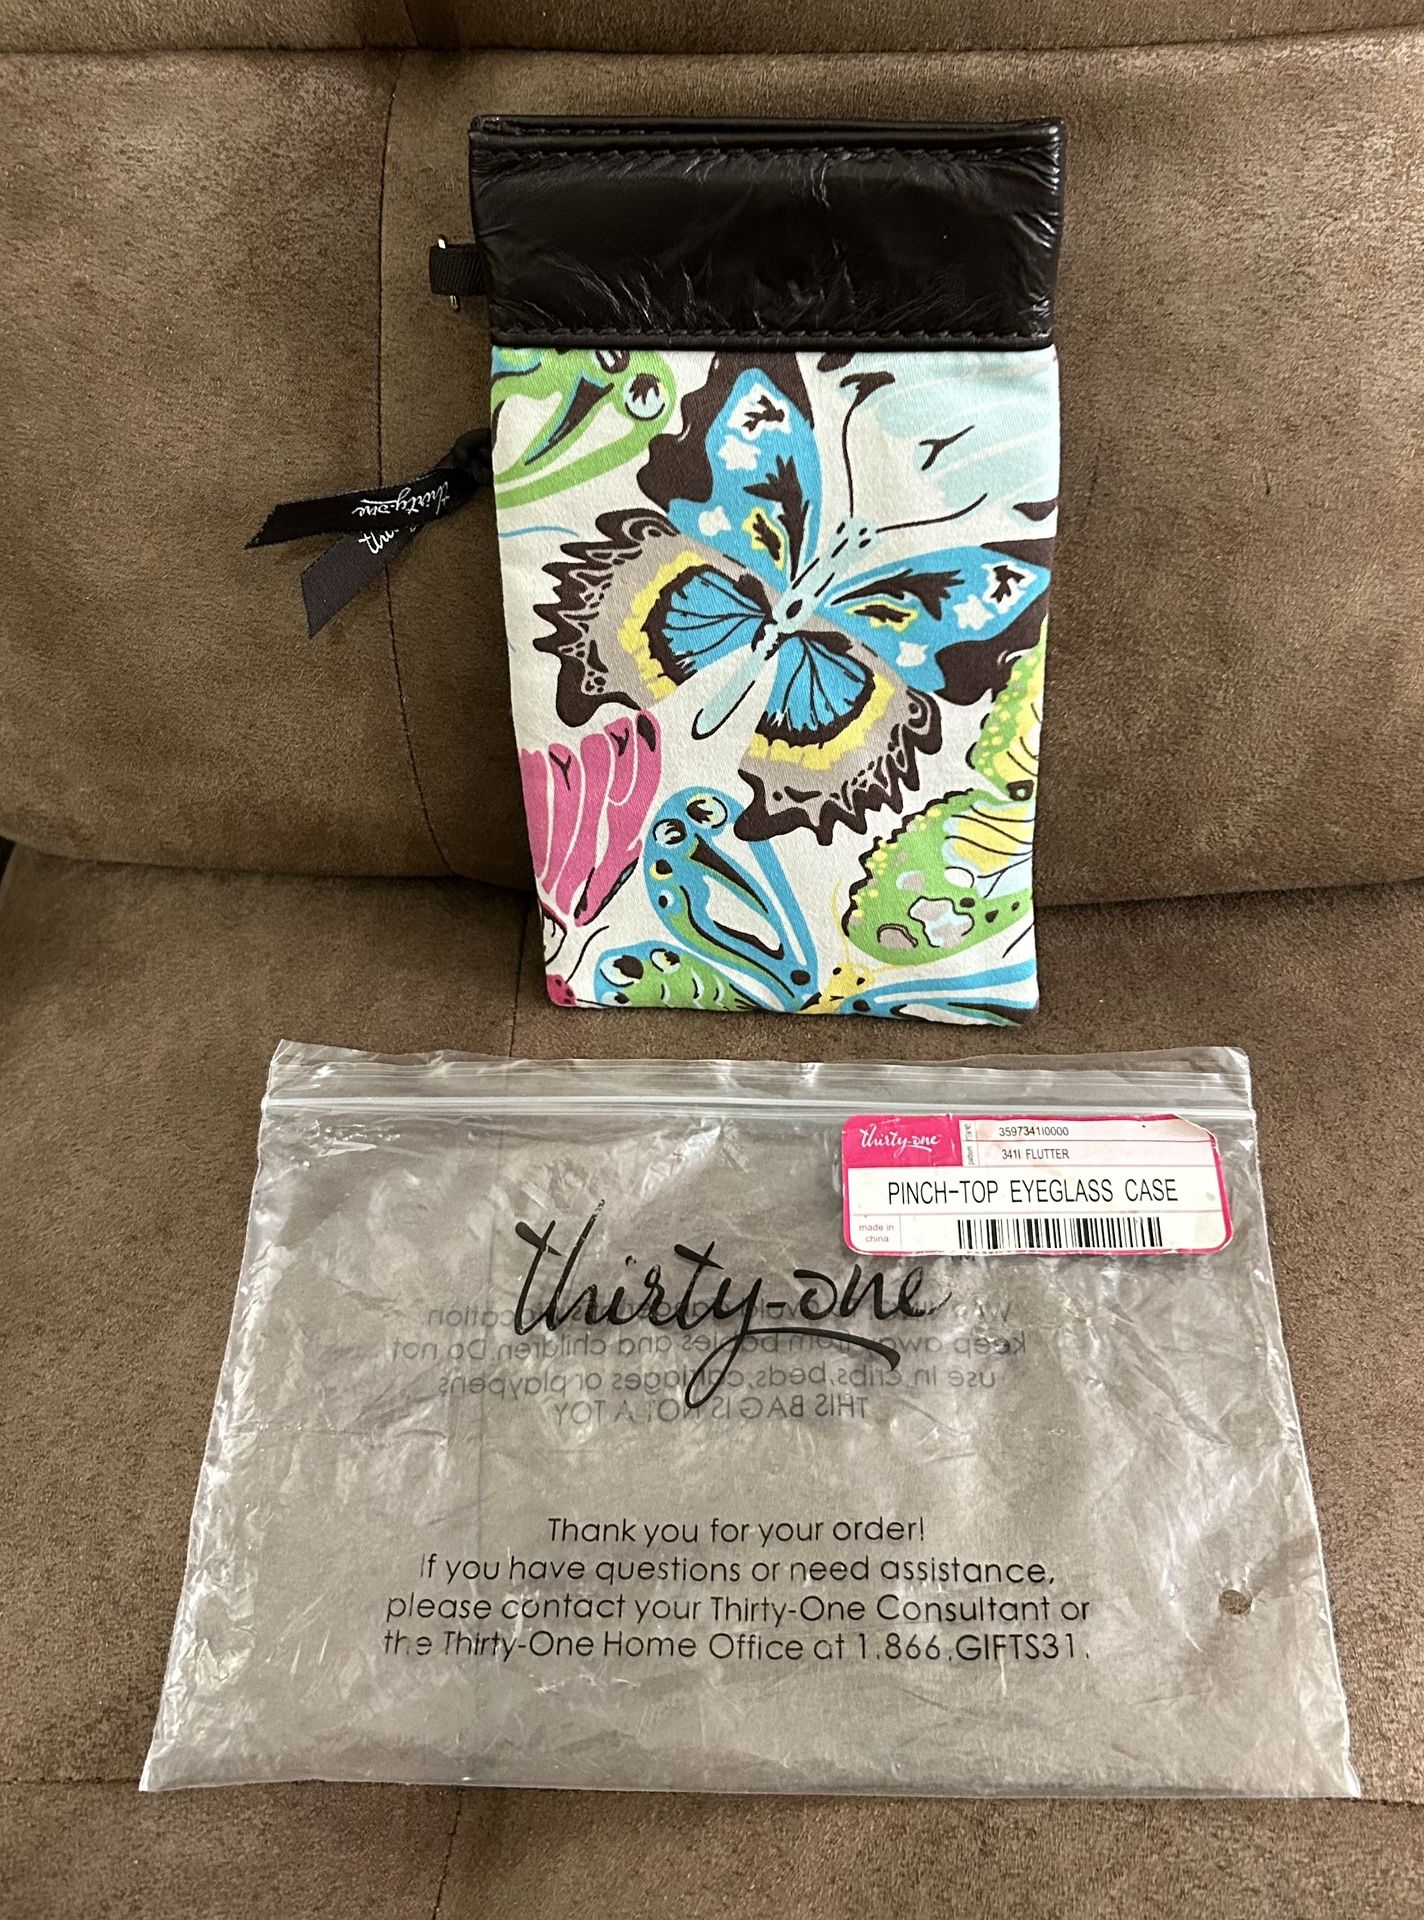 thirty-one
thirty-one
thirty-one
ITEM NO
3597341I0000
pattern
341I FLUTTER
PINCH-TOP EYEGLASS CASE
made in
china
thirty-one
keep away from babies and children. Do not
use in cribs, beds, carriages or playpens
THIS BAG IS NOT A TOY
Thank you for your order!
If you have questions or need assistance,
please contact your Thirty-One Consultant or
the Thirty-One Home Office at 1.866.GIFTS31.